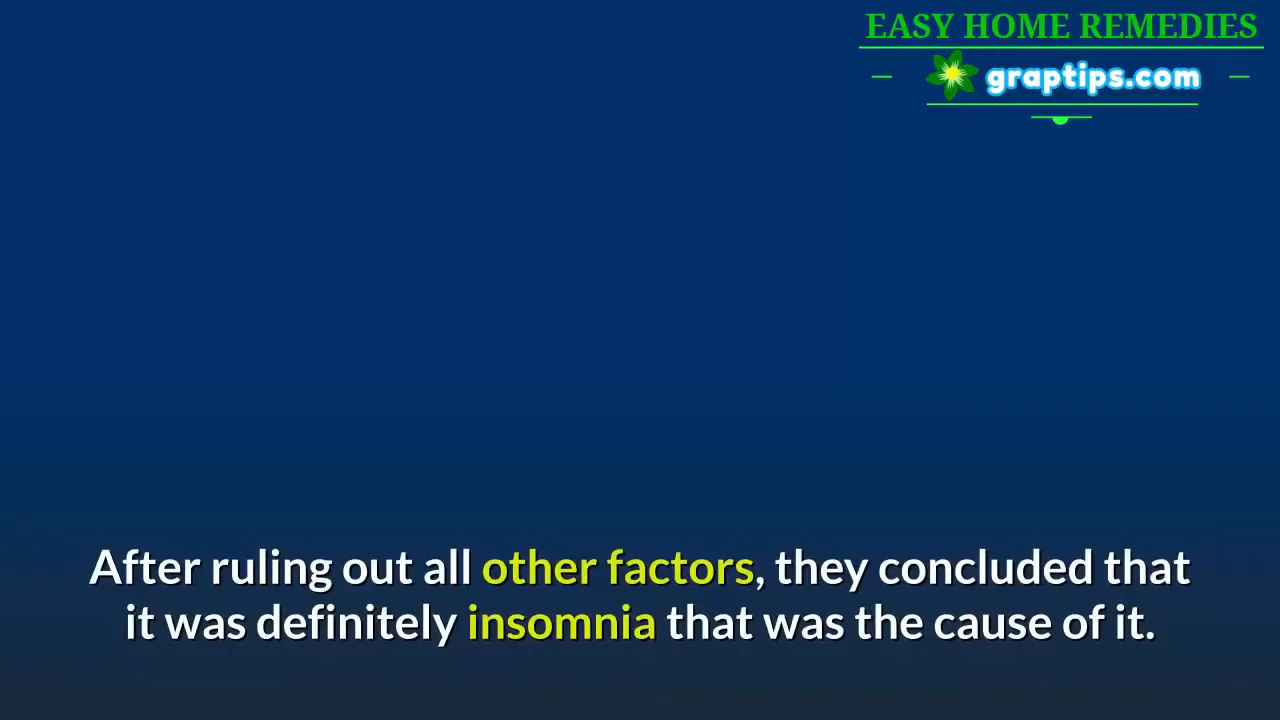 EASY HOME REMEDIES
graptips.com
After ruling out all other factors, they concluded that
it was definitely insomnia that was the cause of it.